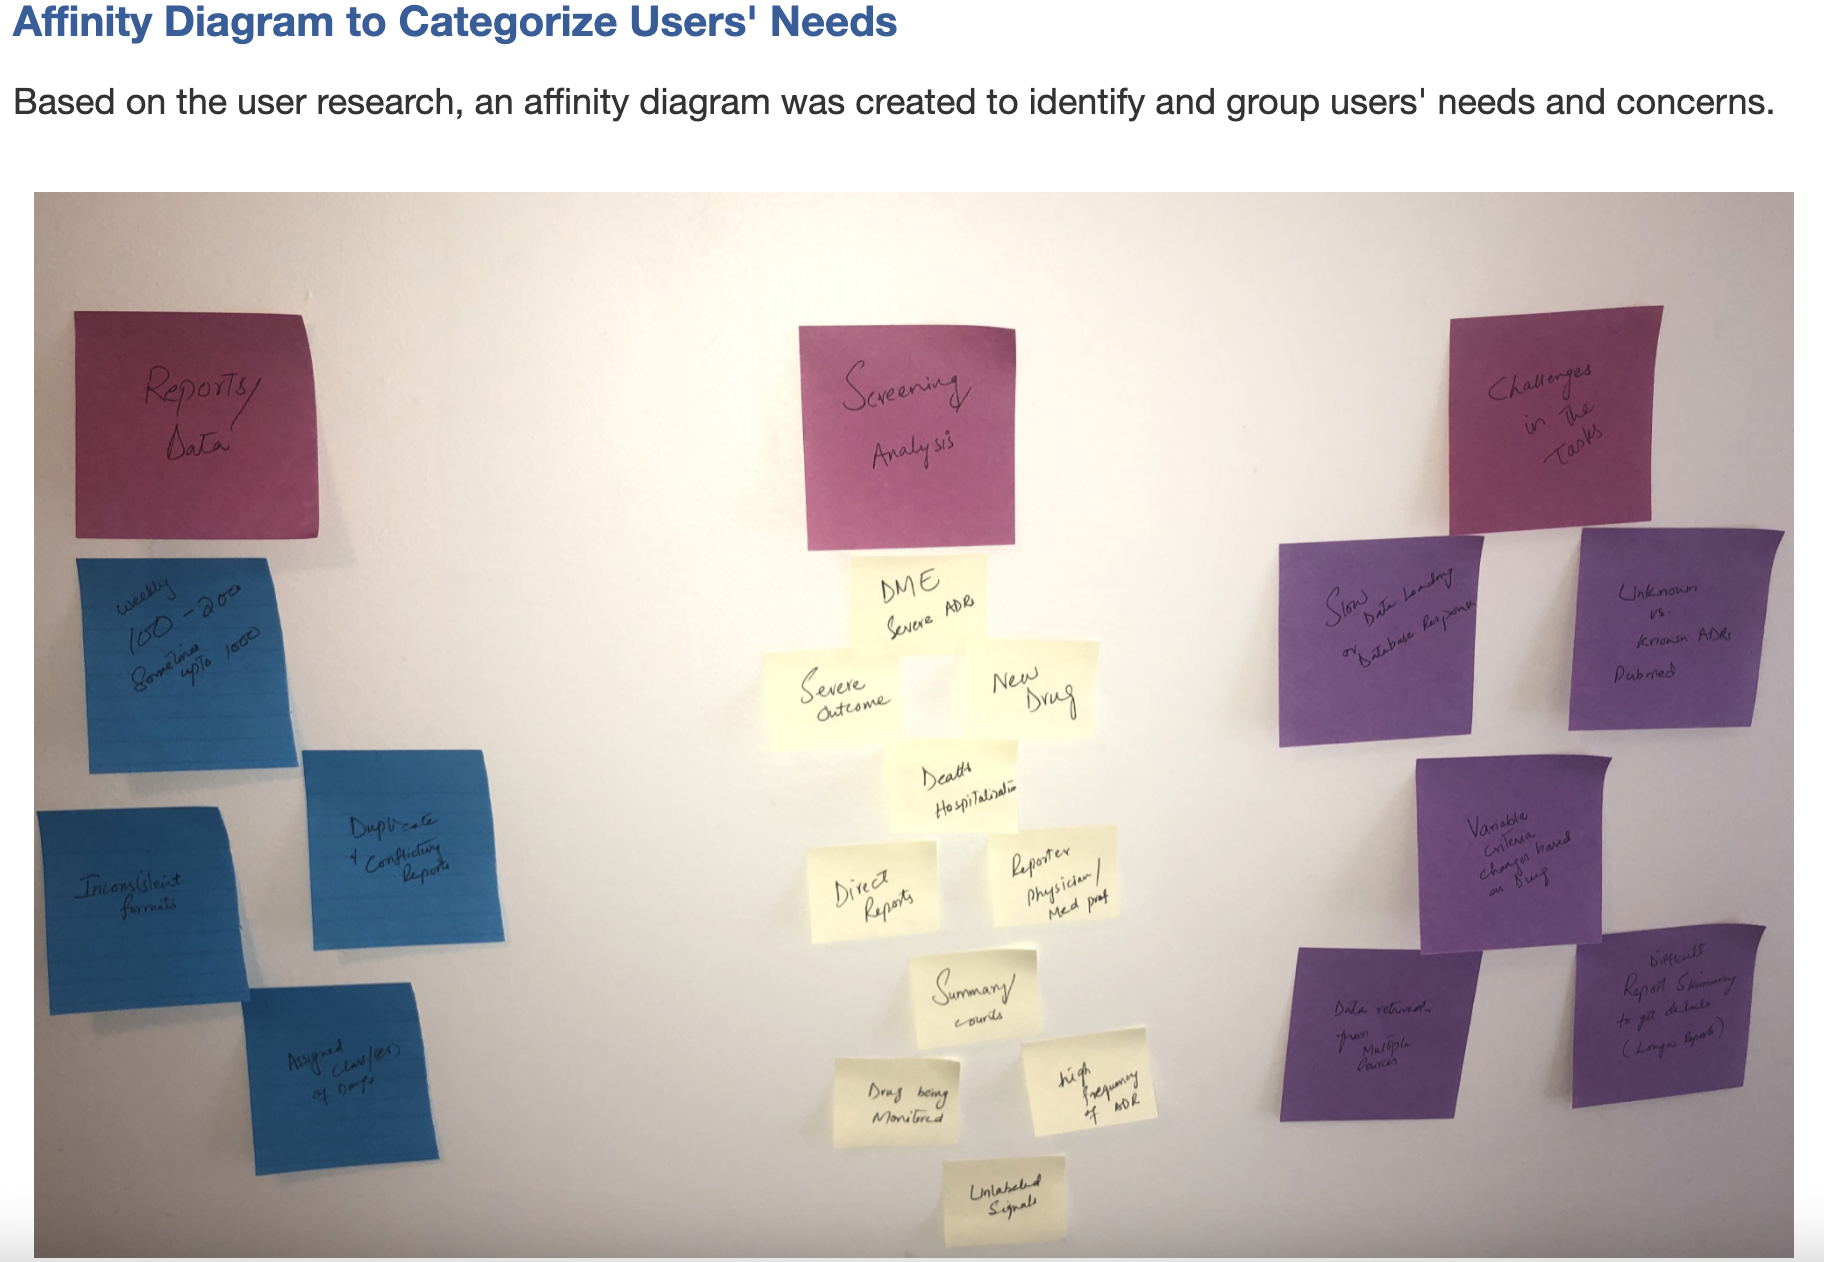 Affinity Diagram to Categorize Users' Needs
Based on the user research, an affinity diagram was created to identify and group users' needs and concerns.
Reports/
Data
weekly
100 - 200
Sometimes
upto 1000
Duplicate
+ Conflicting
Reports
Inconsistent
formats
Assigned
Class(es)
of Drugs
Screening
Analysis
DME
Severe ADRs
Severe
Outcome
New
Drug
Death
Hospitalization
Direct
Reports
Reporter
Physician/
Med prof
Summary
counts
Drug being
Monitored
high
frequency
of ADR
Unlabeled
Signals
Challenges
in The
Tasks
Slow
Data Loading
or
Database Response
Unknown
vs.
known ADRs
Pubmed
Variable
criteria
changes based
on Drug
Data retrieved
from
Multiple
Sources
Difficult
Report Skimming
to get details
(Longer Reports)